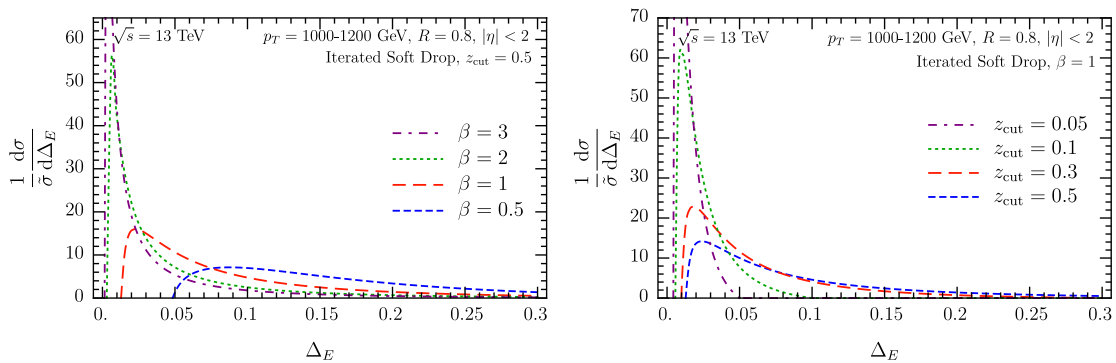 √s = 13 TeV
p_T = 1000-1200 GeV, R = 0.8, |η| < 2
Iterated Soft Drop, z_cut = 0.5
β = 3
β = 2
β = 1
β = 0.5
1/σ̃ dσ/dΔ_E
60
50
40
30
20
10
0
0. 0.05 0.1 0.15 0.2 0.25 0.3
Δ_E
√s = 13 TeV
p_T = 1000-1200 GeV, R = 0.8, |η| < 2
Iterated Soft Drop, β = 1
z_cut = 0.05
z_cut = 0.1
z_cut = 0.3
z_cut = 0.5
1/σ̃ dσ/dΔ_E
70
60
50
40
30
20
10
0
0. 0.05 0.1 0.15 0.2 0.25 0.3
Δ_E